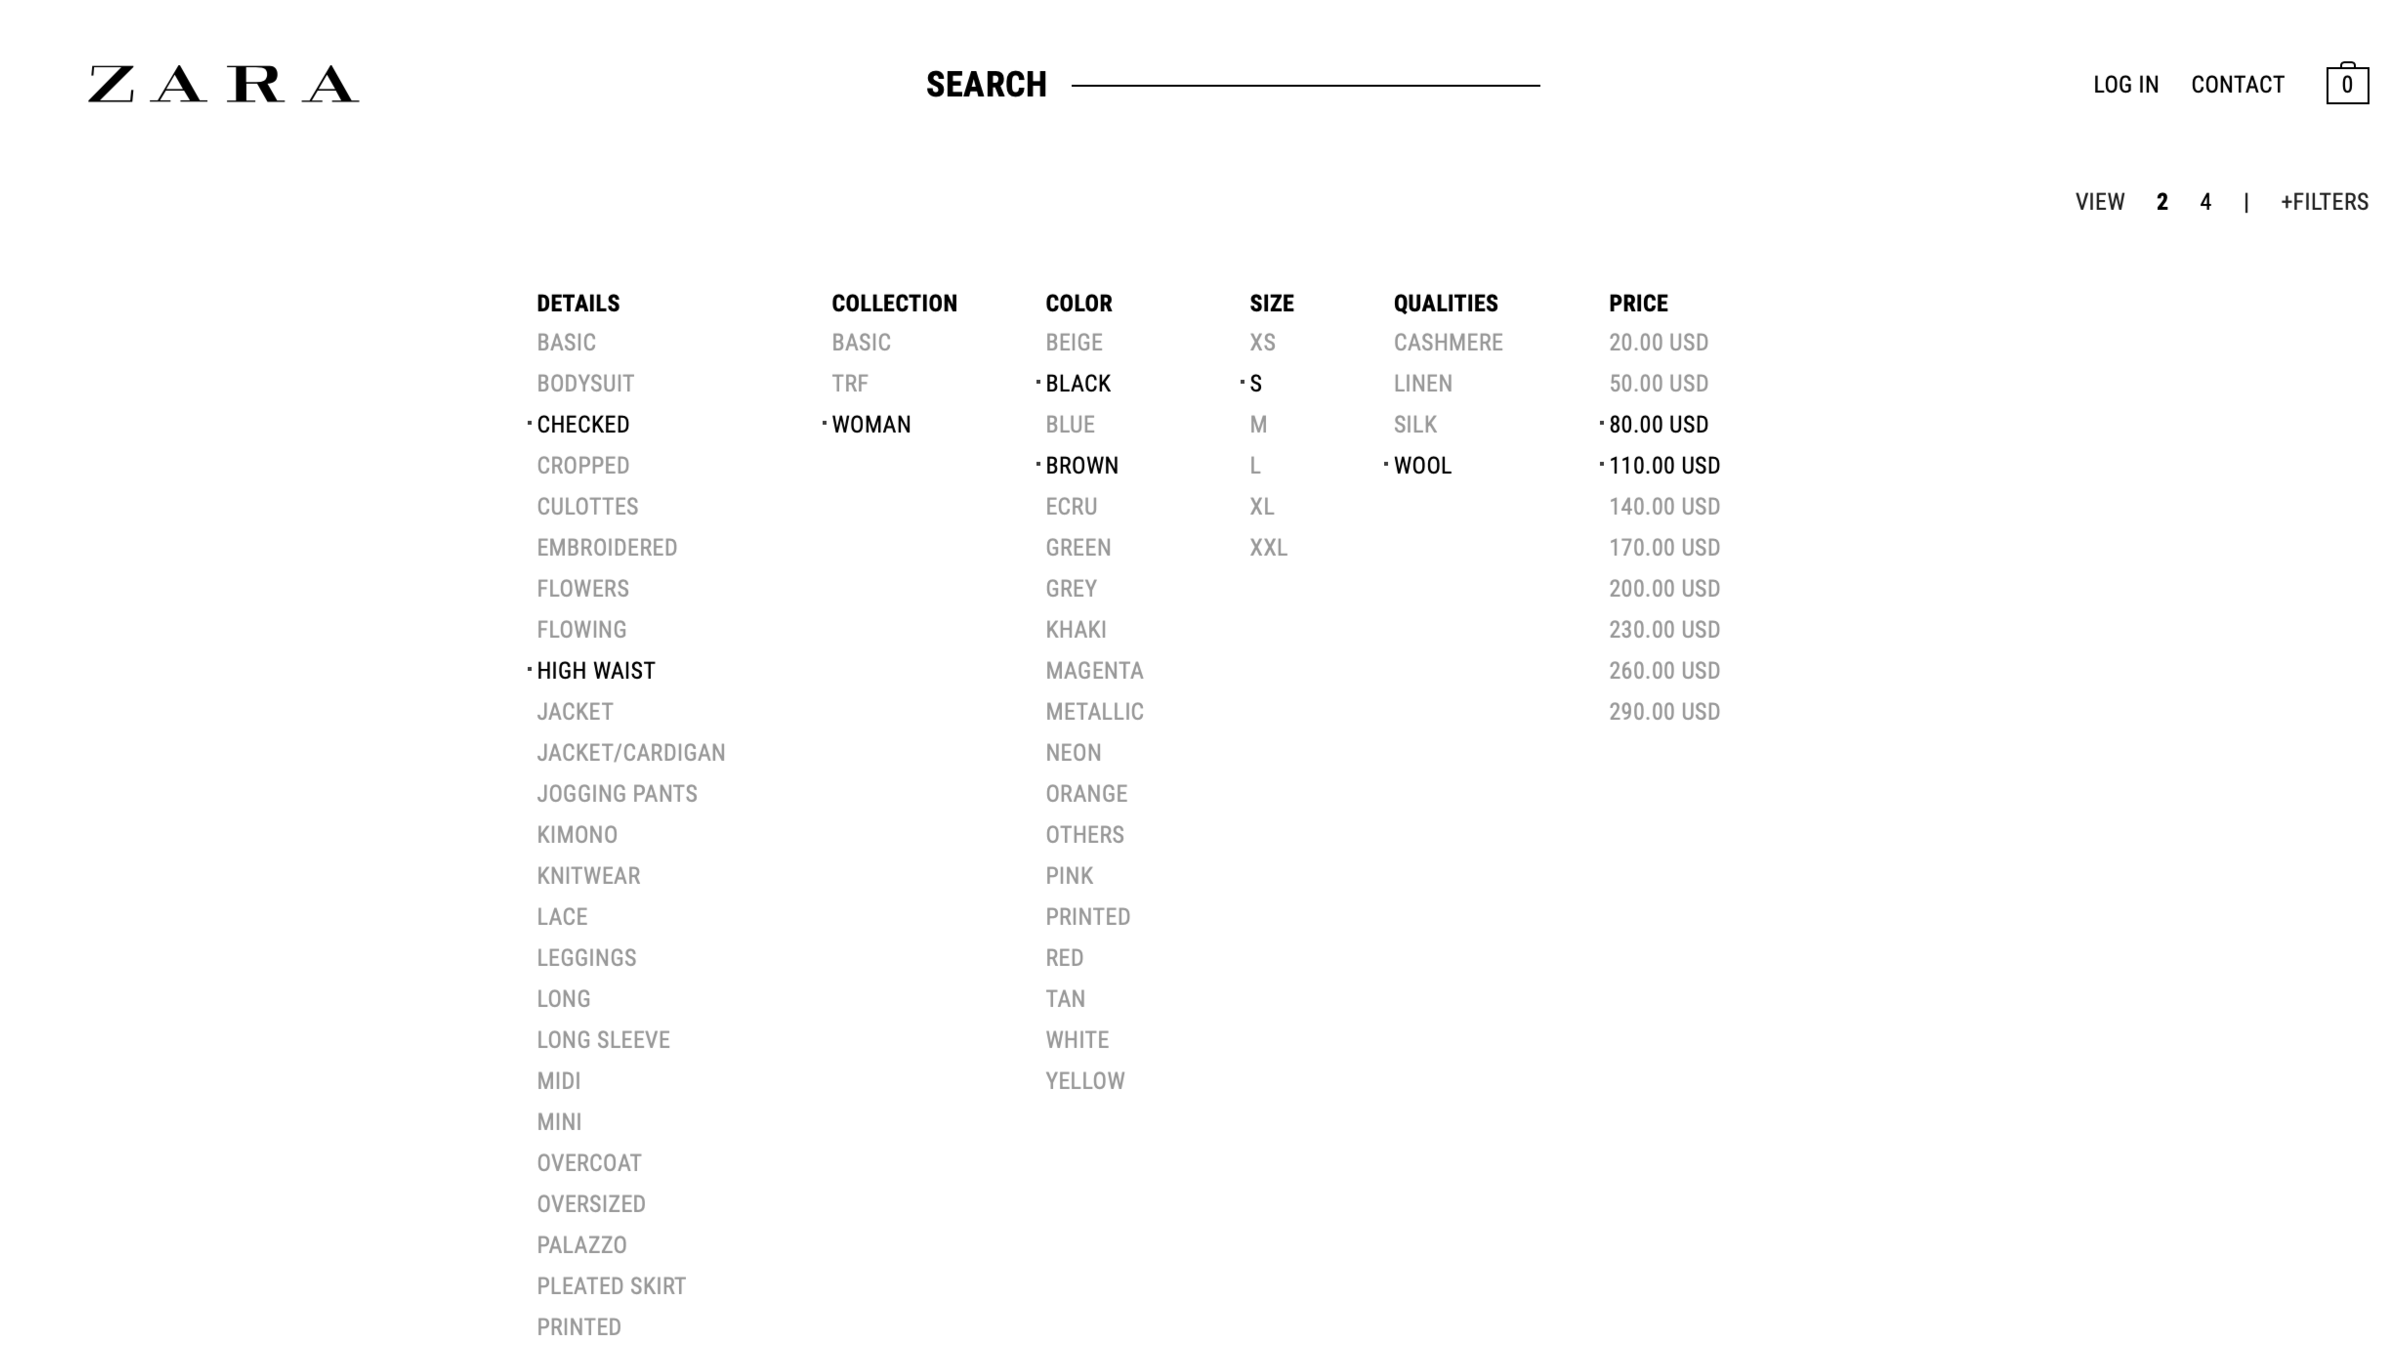 ZARA
SEARCH
LOG IN CONTACT 0
VIEW 2 4 | +FILTERS
DETAILS
BASIC
BODYSUIT
CHECKED
CROPPED
CULOTTES
EMBROIDERED
FLOWERS
FLOWING
HIGH WAIST
JACKET
JACKET/CARDIGAN
JOGGING PANTS
KIMONO
KNITWEAR
LACE
LEGGINGS
LONG
LONG SLEEVE
MIDI
MINI
OVERCOAT
OVERSIZED
PALAZZO
PLEATED SKIRT
PRINTED
COLLECTION
BASIC
TRF
WOMAN
COLOR
BEIGE
BLACK
BLUE
BROWN
ECRU
GREEN
GREY
KHAKI
MAGENTA
METALLIC
NEON
ORANGE
OTHERS
PINK
PRINTED
RED
TAN
WHITE
YELLOW
SIZE
XS
S
M
L
XL
XXL
QUALITIES
CASHMERE
LINEN
SILK
WOOL
PRICE
20.00 USD
50.00 USD
80.00 USD
110.00 USD
140.00 USD
170.00 USD
200.00 USD
230.00 USD
260.00 USD
290.00 USD